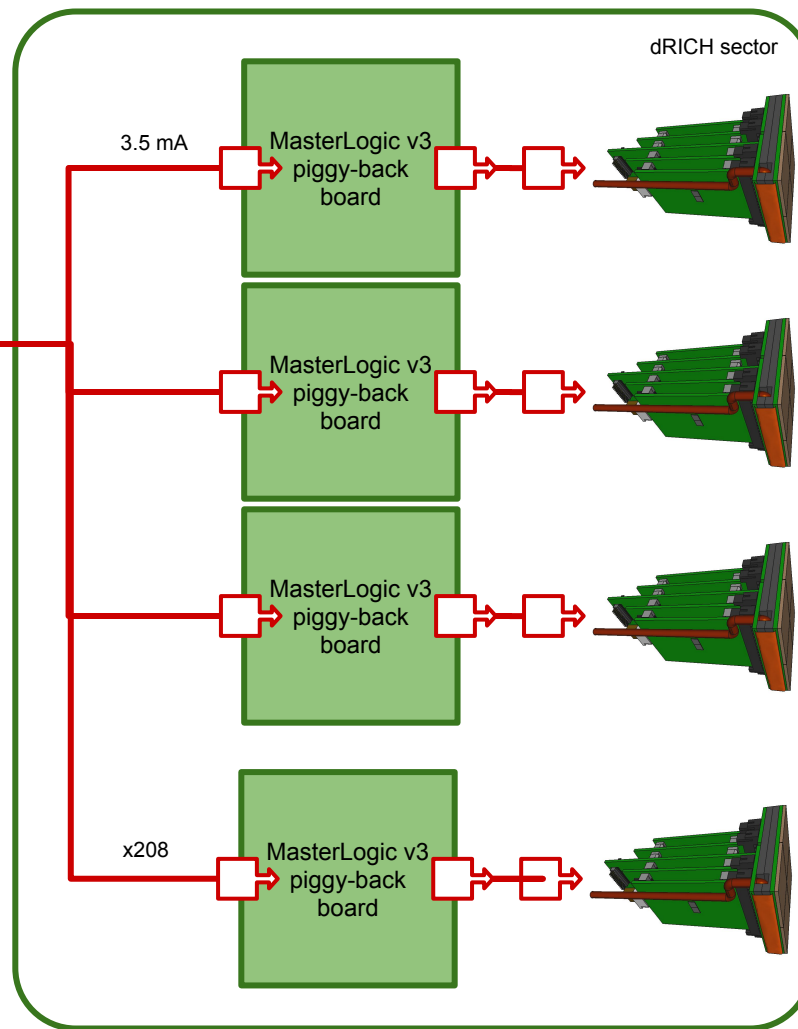 dRICH sector
3.5 mA
MasterLogic v3
piggy-back
board
MasterLogic v3
piggy-back
board
MasterLogic v3
piggy-back
board
x208
MasterLogic v3
piggy-back
board